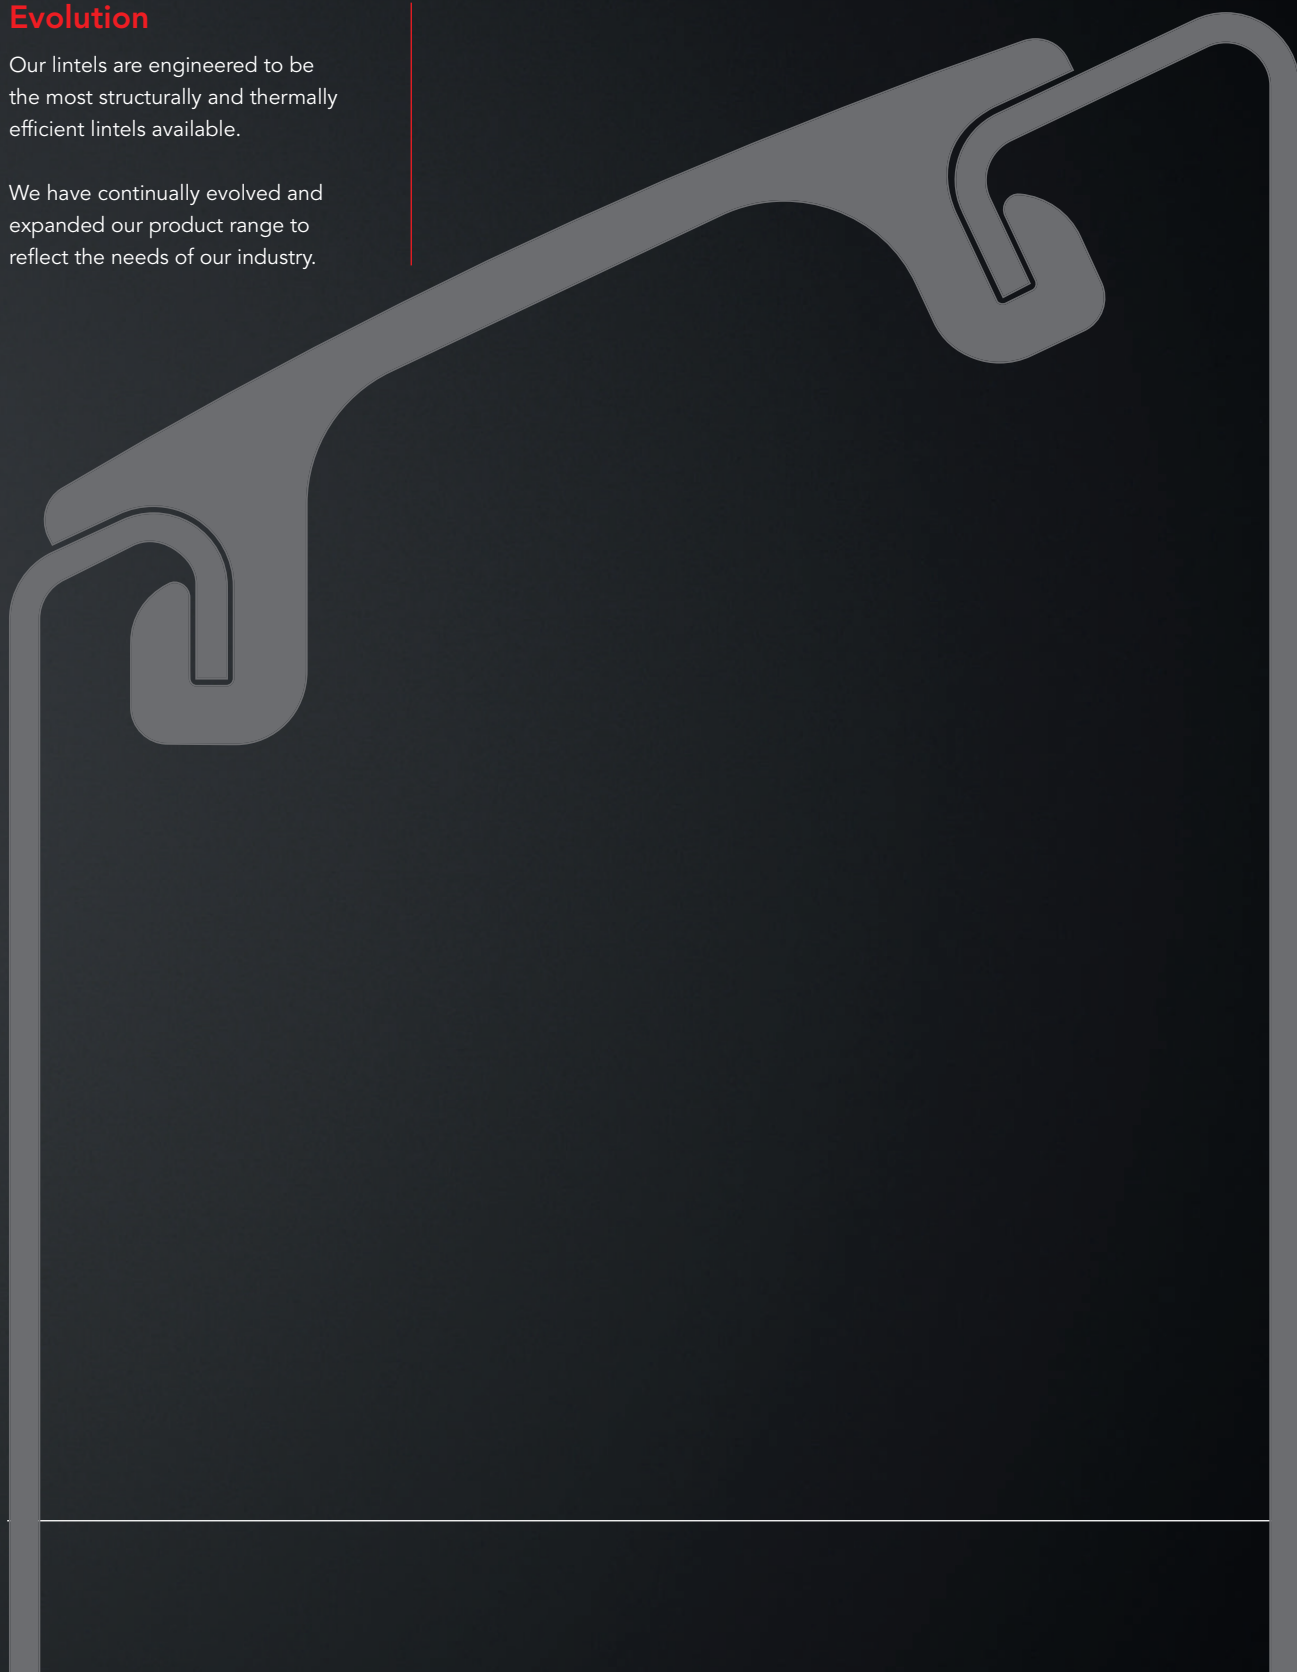 Evolution
Our lintels are engineered to be
the most structurally and thermally
efficient lintels available.
We have continually evolved and
expanded our product range to
reflect the needs of our industry.